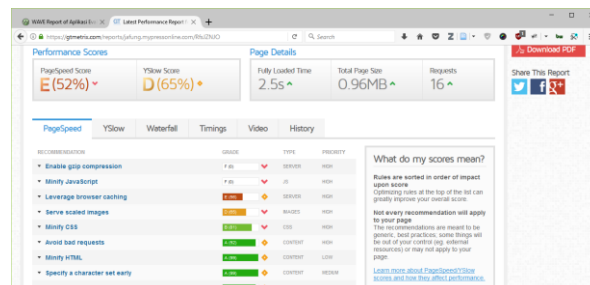 WAVE Report of Aplikasi Ev
Latest Performance Report f
https://gtmetrix.com/reports/
Search
Performance Scores
Page Details
Download PDF
PageSpeed Score
YSlow Score
Fully Loaded Time
Total Page Size
Requests
Share This Report
E(52%)
D(65%)
2.5s
0.96MB
16
PageSpeed
YSlow
Waterfall
Timings
Video
History
RECOMMENDATION
GRADE
TYPE
PRIORITY
Enable gzip compression
SERVER
HIGH
Minify JavaScript
JS
HIGH
Leverage browser caching
SERVER
HIGH
Serve scaled images
IMAGES
HIGH
Minify CSS
CSS
HIGH
Avoid bad requests
CONTENT
HIGH
Minify HTML
CONTENT
LOW
Specify a character set early
CONTENT
MEDIUM
What do my scores mean?
Rules are sorted in order of impact
upon score
Optimizing rules at the top of the list can
greatly improve your overall score.
Not every recommendation will apply
to your page
The recommendations are meant to be
generic, best practices; some things will
be out of your control (eg. external
resources) or may not apply to your
page.
Learn more about PageSpeed/YSlow
scores and how they affect performance.